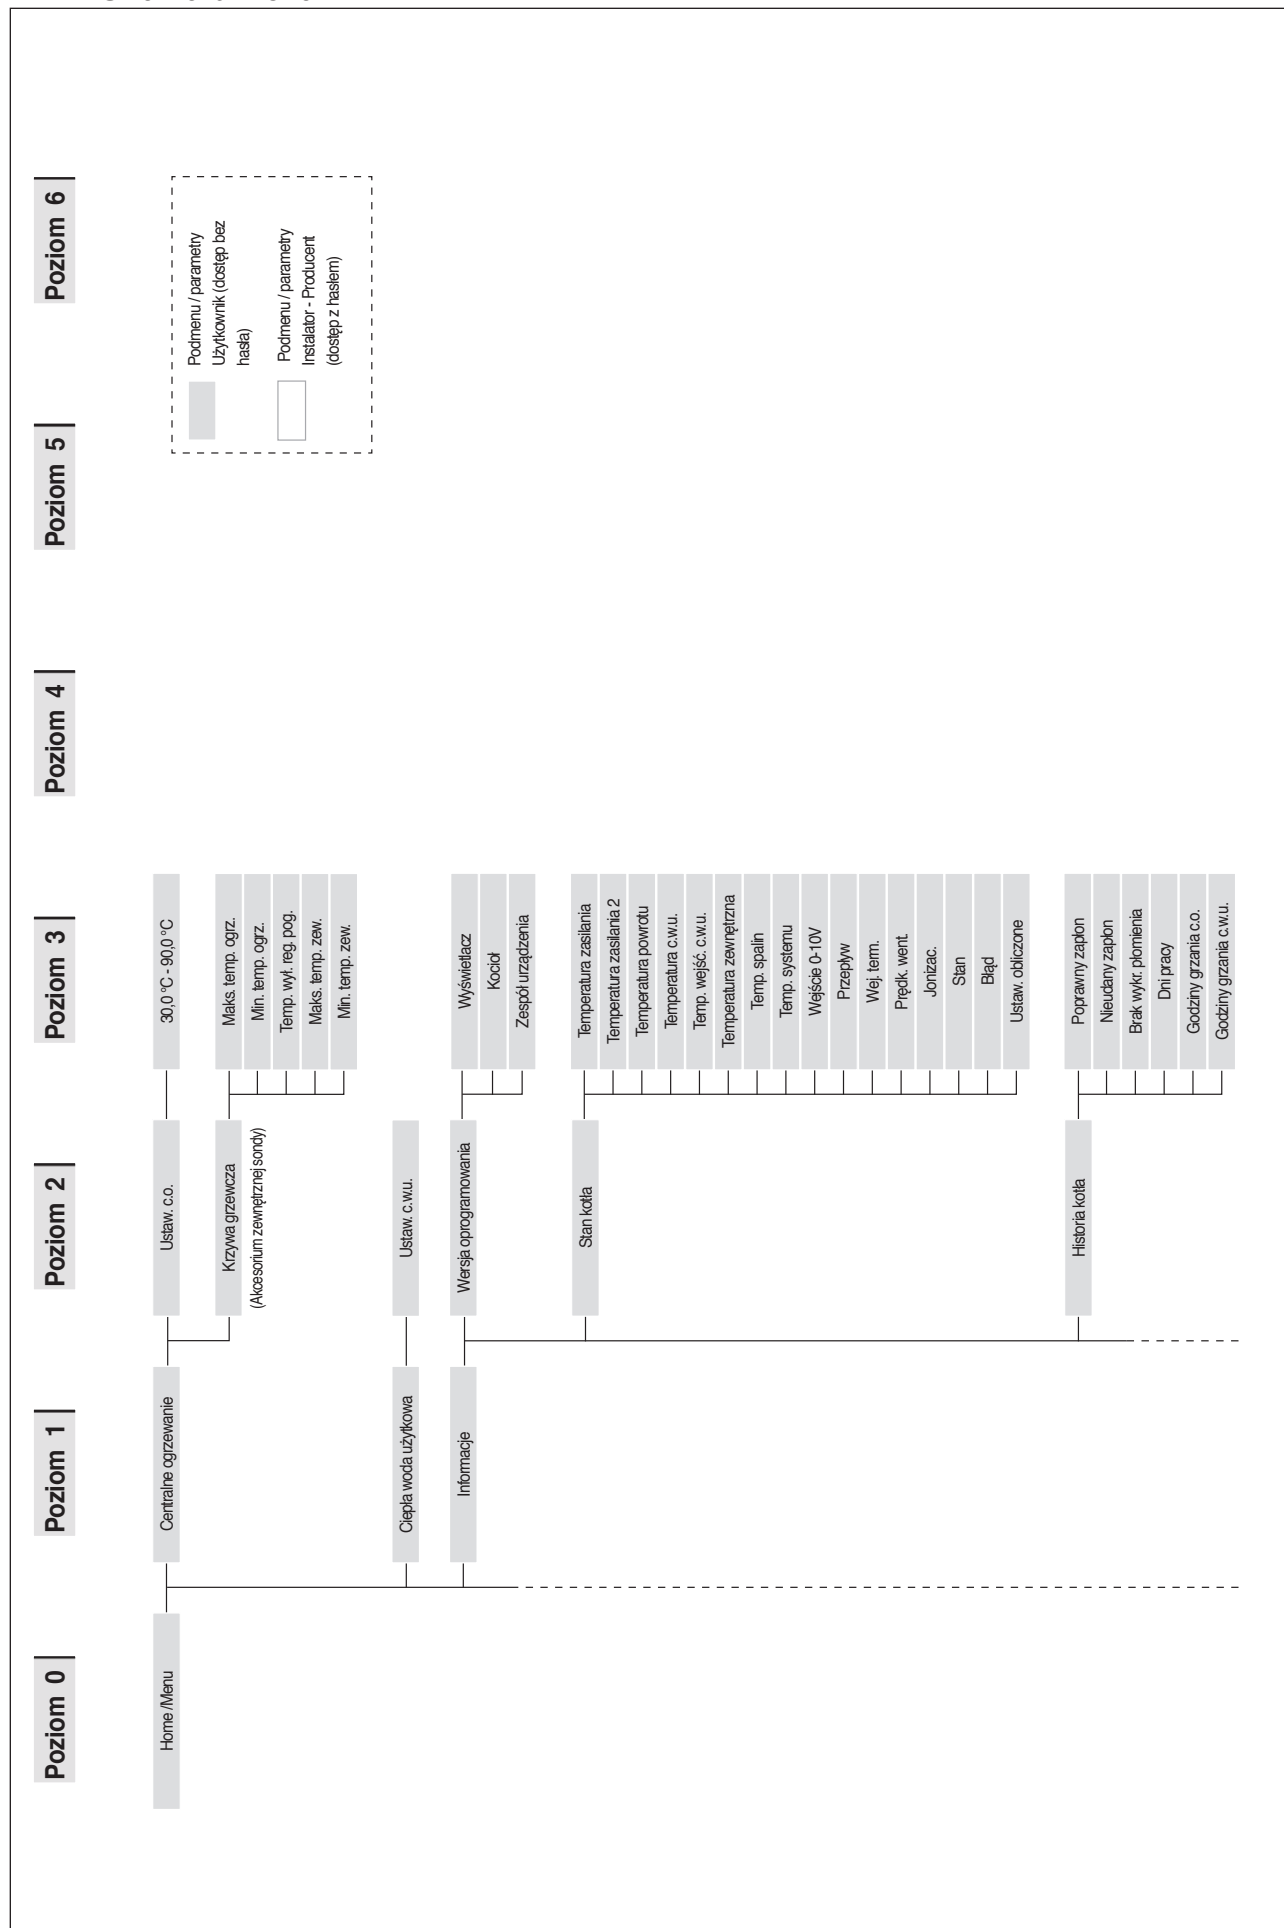 Poziom 0
Poziom 1
Poziom 2
Poziom 3
Poziom 4
Poziom 5
Poziom 6
Home /Menu
Centralne ogrzewanie
Ustaw. c.o.
30,0 °C - 90,0 °C
Krzywa grzewcza
(Akcesorium zewnętrznej sondy)
Maks. temp. ogrz.
Min. temp. ogrz.
Temp. wył. reg. pog.
Maks. temp. zew.
Min. temp. zew.
Podmenu / parametry
Użytkownik (dostęp bez
hasła)
Podmenu / parametry
Instalator - Producent
(dostęp z hasłem)
Ciepła woda użytkowa
Ustaw. c.w.u.
Informacje
Wersja oprogramowania
Wyświetlacz
Kocioł
Zespół urządzenia
Stan kotła
Temperatura zasilania
Temperatura zasilania 2
Temperatura powrotu
Temperatura c.w.u.
Temp. wejść. c.w.u.
Temperatura zewnętrzna
Temp. spalin
Temp. systemu
Wejście 0-10V
Przepływ
Wej. term.
Prędk. went.
Jonizac.
Stan
Błąd
Ustaw. obliczone
Historia kotła
Poprawny zapłon
Nieudany zapłon
Brak wykr. płomienia
Dni pracy
Godziny grzania c.o.
Godziny grzania c.w.u.